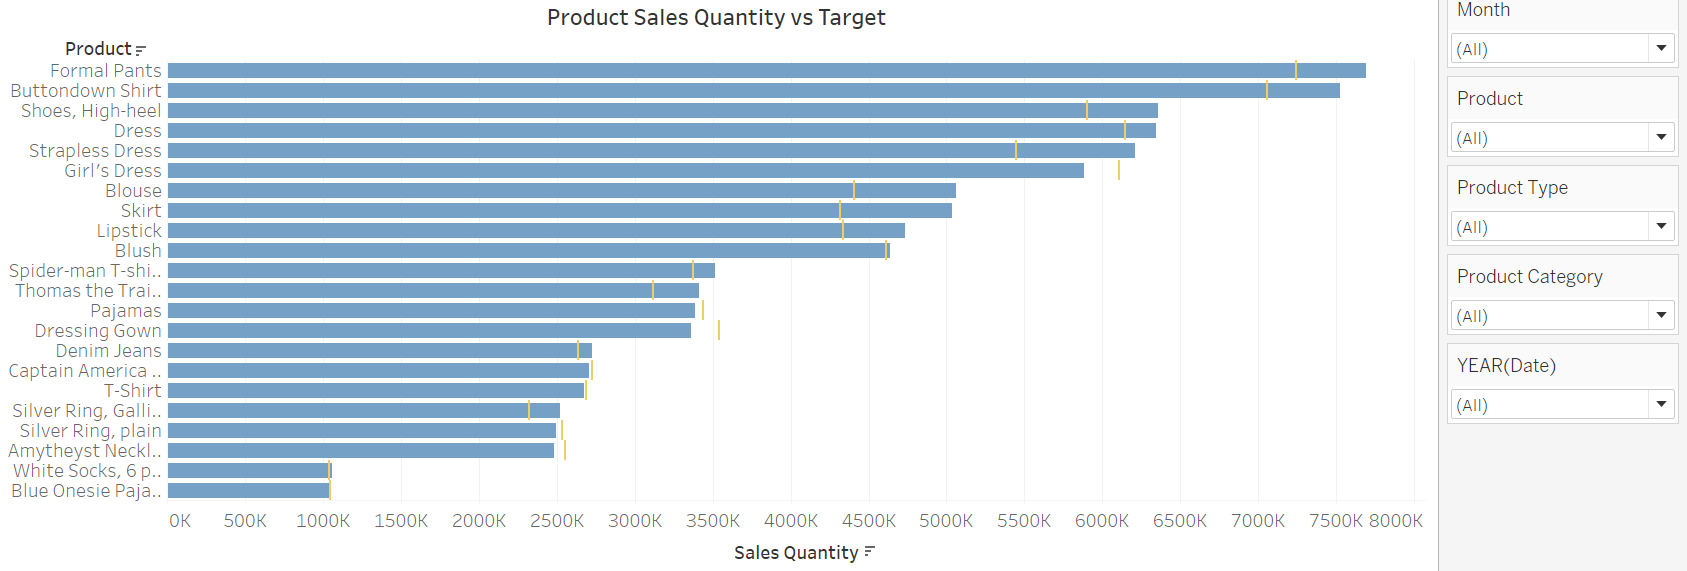 Product Sales Quantity vs Target
Product
Formal Pants
Buttondown Shirt
Shoes, High-heel
Dress
Strapless Dress
Girl's Dress
Blouse
Skirt
Lipstick
Blush
Spider-man T-shi..
Thomas the Trai..
Pajamas
Dressing Gown
Denim Jeans
Captain America ..
T-Shirt
Silver Ring, Galli..
Silver Ring, plain
Amytheyst Neckl..
White Socks, 6 p..
Blue Onesie Paja..
0K 500K 1000K 1500K 2000K 2500K 3000K 3500K 4000K 4500K 5000K 5500K 6000K 6500K 7000K 7500K 8000K
Sales Quantity
Month
(All)
Product
(All)
Product Type
(All)
Product Category
(All)
YEAR(Date)
(All)